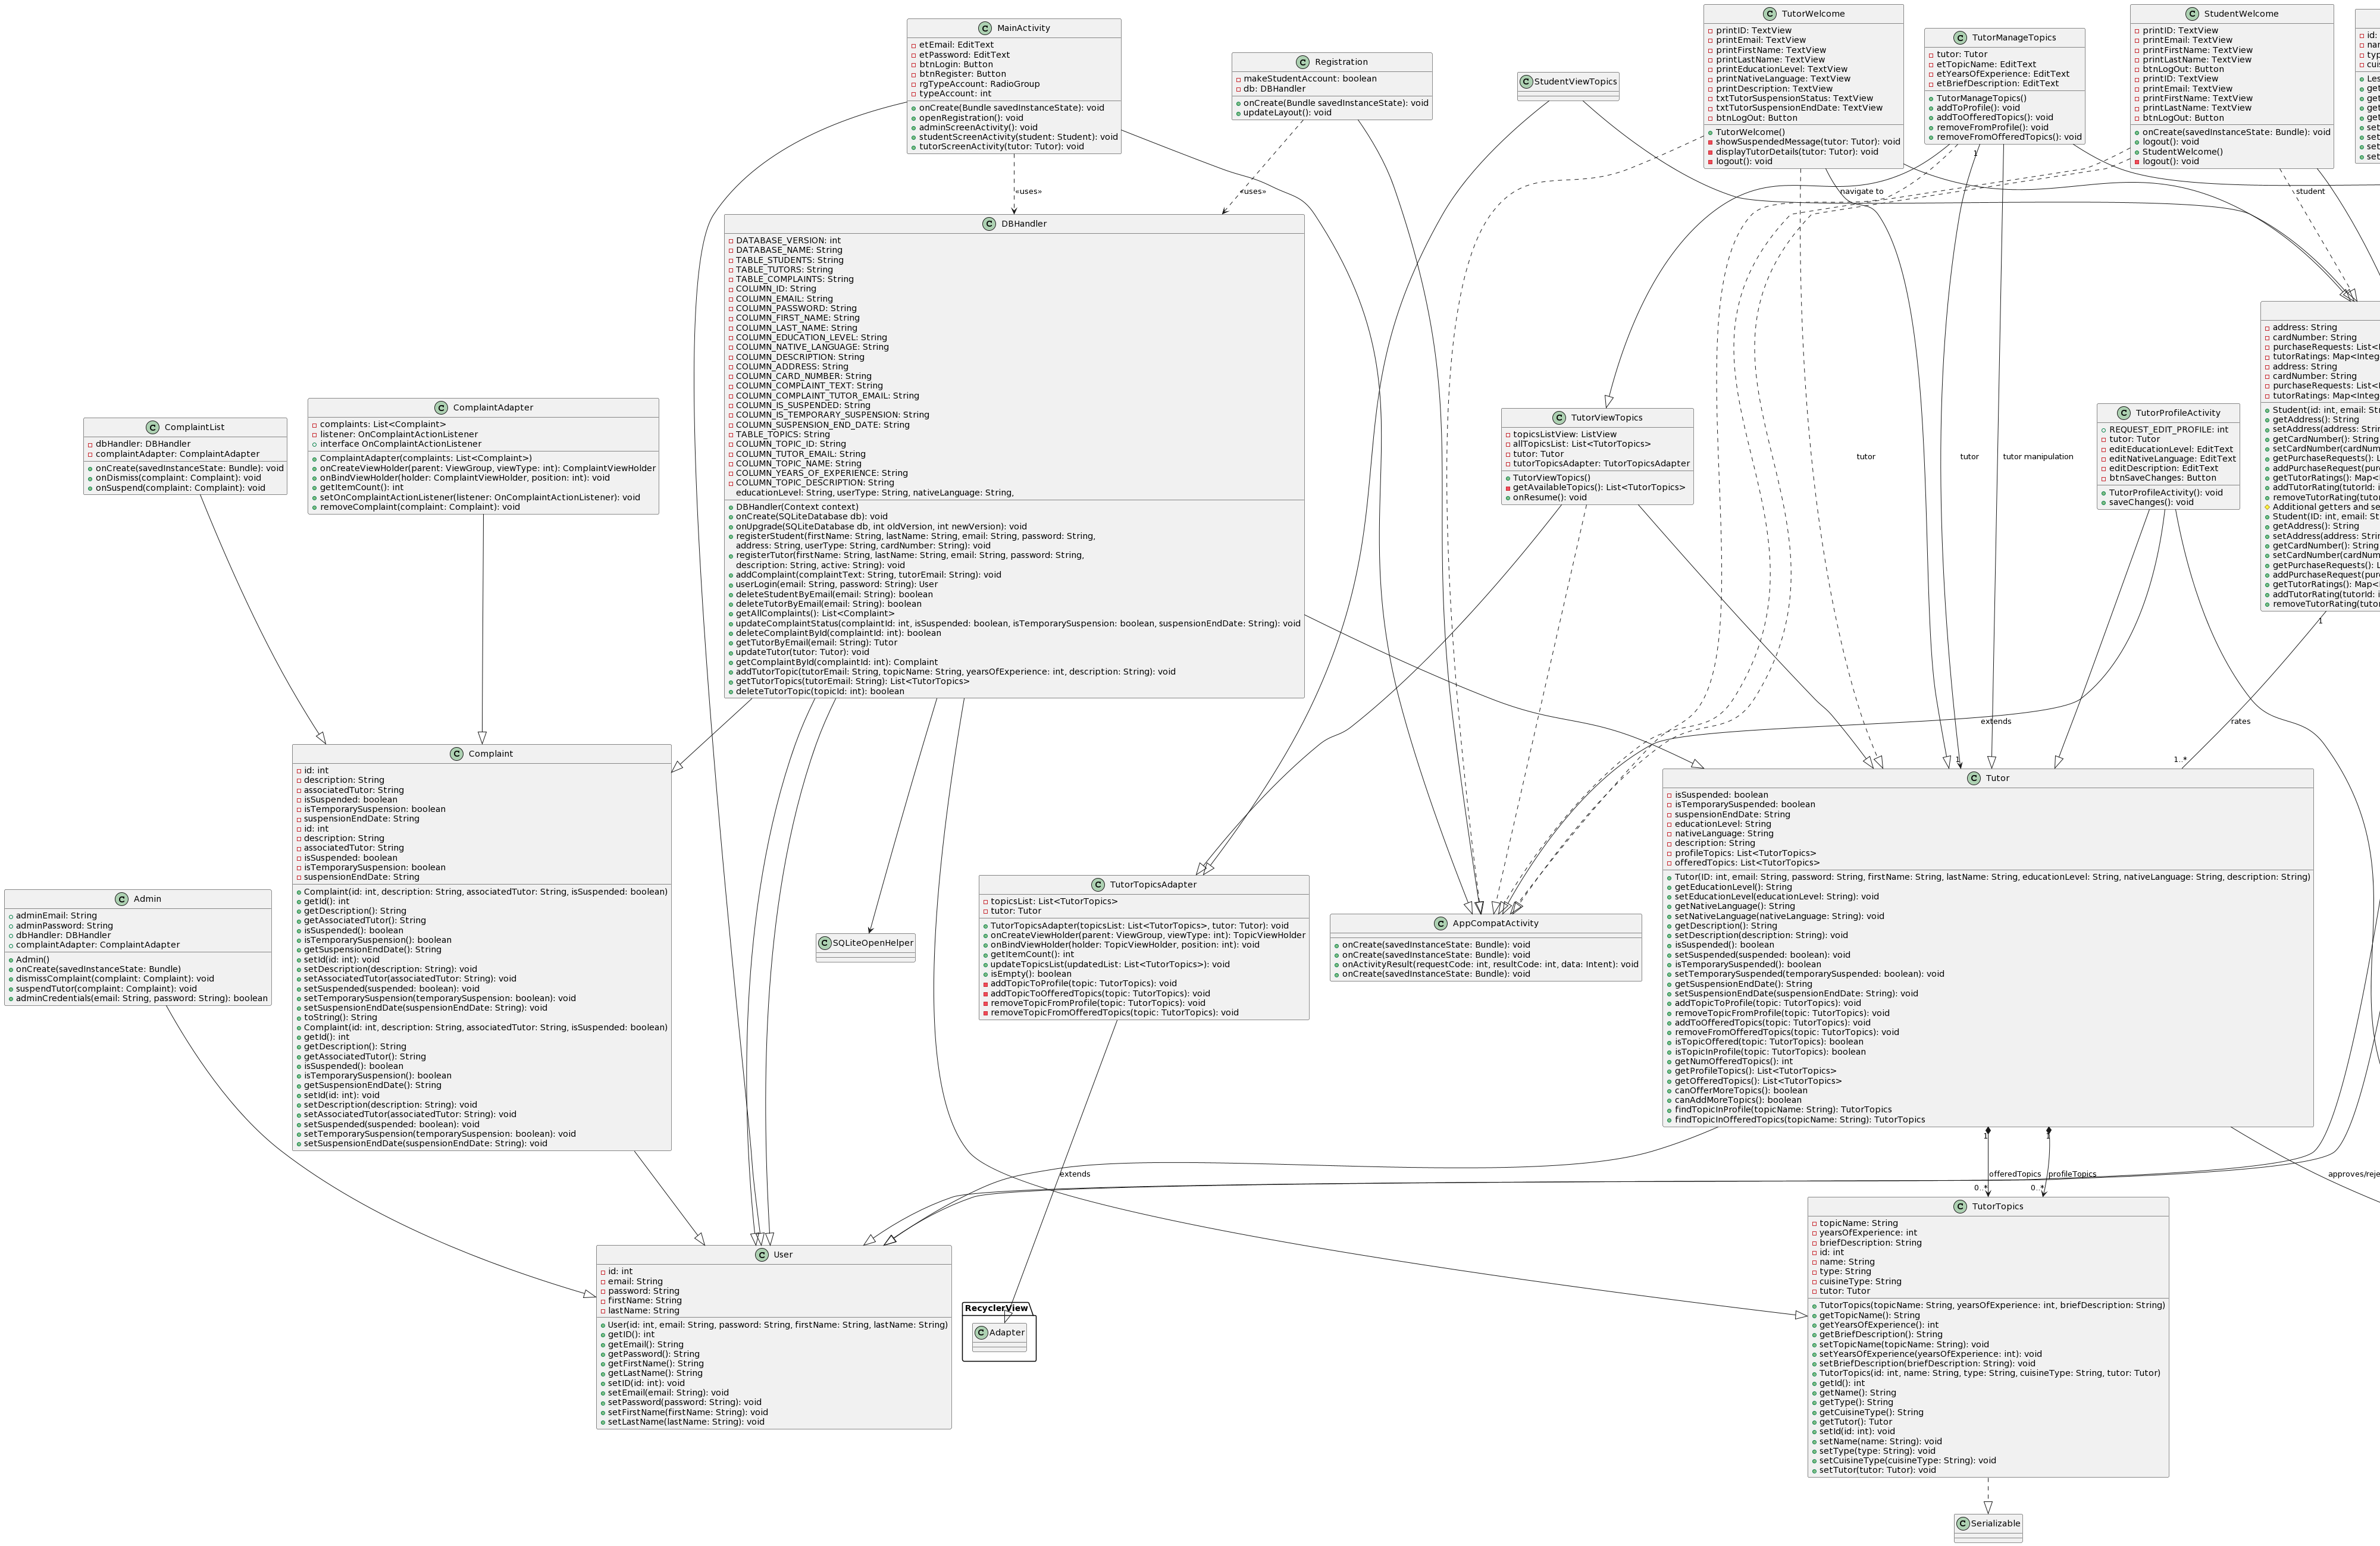 MainActivity
etEmail: EditText
etPassword: EditText
btnLogin: Button
btnRegister: Button
rgTypeAccount: RadioGroup
typeAccount: int
onCreate(Bundle savedInstanceState): void
openRegistration(): void
adminScreenActivity(): void
studentScreenActivity(student: Student): void
tutorScreenActivity(tutor: Tutor): void
Registration
makeStudentAccount: boolean
db: DBHandler
onCreate(Bundle savedInstanceState): void
updateLayout(): void
StudentViewTopics
TutorWelcome
printID: TextView
printEmail: TextView
printFirstName: TextView
printLastName: TextView
printEducationLevel: TextView
printNativeLanguage: TextView
printDescription: TextView
txtTutorSuspensionStatus: TextView
txtTutorSuspensionEndDate: TextView
btnLogOut: Button
TutorWelcome()
showSuspendedMessage(tutor: Tutor): void
displayTutorDetails(tutor: Tutor): void
logout(): void
TutorManageTopics
tutor: Tutor
etTopicName: EditText
etYearsOfExperience: EditText
etBriefDescription: EditText
TutorManageTopics()
addToProfile(): void
addToOfferedTopics(): void
removeFromProfile(): void
removeFromOfferedTopics(): void
StudentWelcome
printID: TextView
printEmail: TextView
printFirstName: TextView
printLastName: TextView
btnLogOut: Button
printID: TextView
printEmail: TextView
printFirstName: TextView
printLastName: TextView
btnLogOut: Button
onCreate(savedInstanceState: Bundle): void
logout(): void
StudentWelcome()
logout(): void
id:
nar
typ
cuis
Les
get
get
get
get
set
set
set
set
«uses»
«uses»
navigate to
1
student
DBHandler
DATABASE_VERSION: int
DATABASE_NAME: String
TABLE_STUDENTS: String
TABLE_TUTORS: String
TABLE_COMPLAINTS: String
COLUMN_ID: String
COLUMN_EMAIL: String
COLUMN_PASSWORD: String
COLUMN_FIRST_NAME: String
COLUMN_LAST_NAME: String
COLUMN_EDUCATION_LEVEL: String
COLUMN_NATIVE_LANGUAGE: String
COLUMN_DESCRIPTION: String
COLUMN_ADDRESS: String
COLUMN_CARD_NUMBER: String
COLUMN_COMPLAINT_TEXT: String
COLUMN_COMPLAINT_TUTOR_EMAIL: String
COLUMN_IS_SUSPENDED: String
COLUMN_IS_TEMPORARY_SUSPENSION: String
COLUMN_SUSPENSION_END_DATE: String
TABLE_TOPICS: String
COLUMN_TOPIC_ID: String
COLUMN_TUTOR_EMAIL: String
COLUMN_TOPIC_NAME: String
COLUMN_YEARS_OF_EXPERIENCE: String
COLUMN_TOPIC_DESCRIPTION: String
educationLevel: String, userType: String, nativeLanguage: String,
DBHandler(Context context)
onCreate(SQLiteDatabase db): void
onUpgrade(SQLiteDatabase db, int oldVersion, int newVersion): void
registerStudent(firstName: String, lastName: String, email: String, password: String,
address: String, userType: String, cardNumber: String): void
registerTutor(firstName: String, lastName: String, email: String, password: String,
description: String, active: String): void
addComplaint(complaintText: String, tutorEmail: String): void
userLogin(email: String, password: String): User
deleteStudentByEmail(email: String): boolean
deleteTutorByEmail(email: String): boolean
getAllComplaints(): List<Complaint>
updateComplaintStatus(complaintId: int, isSuspended: boolean, isTemporarySuspension: boolean, suspensionEndDate: String): void
deleteComplaintById(complaintId: int): boolean
getTutorByEmail(email: String): Tutor
updateTutor(tutor: Tutor): void
getComplaintById(complaintId: int): Complaint
addTutorTopic(tutorEmail: String, topicName: String, yearsOfExperience: int, description: String): void
getTutorTopics(tutorEmail: String): List<TutorTopics>
deleteTutorTopic(topicId: int): boolean
ComplaintList
dbHandler: DBHandler
complaintAdapter: ComplaintAdapter
onCreate(savedInstanceState: Bundle): void
onDismiss(complaint: Complaint): void
onSuspend(complaint: Complaint): void
ComplaintAdapter
complaints: List<Complaint>
listener: OnComplaintActionListener
interface OnComplaintActionListener
ComplaintAdapter(complaints: List<Complaint>)
onCreateViewHolder(parent: ViewGroup, viewType: int): ComplaintViewHolder
onBindViewHolder(holder: ComplaintViewHolder, position: int): void
getItemCount(): int
setOnComplaintActionListener(listener: OnComplaintActionListener): void
removeComplaint(complaint: Complaint): void
TutorViewTopics
topicsListView: ListView
allTopicsList: List<TutorTopics>
tutor: Tutor
tutorTopicsAdapter: TutorTopicsAdapter
TutorViewTopics()
getAvailableTopics(): List<TutorTopics>
onResume(): void
tutor
tutor
tutor manipulation
TutorProfileActivity
REQUEST_EDIT_PROFILE: int
tutor: Tutor
editEducationLevel: EditText
editNativeLanguage: EditText
editDescription: EditText
btnSaveChanges: Button
TutorProfileActivity(): void
saveChanges(): void
address: String
cardNumber: String
purchaseRequests: List<I
tutorRatings: Map<Integ
address: String
cardNumber: String
purchaseRequests: List<I
tutorRatings: Map<Integ
Student(id: int, email: Stri
getAddress(): String
setAddress(address: Strin
getCardNumber(): String
setCardNumber(cardNum
getPurchaseRequests(): L
addPurchaseRequest(purc
getTutorRatings(): Map<I
addTutorRating(tutorId: i
removeTutorRating(tutor
Additional getters and se
Student(ID: int, email: St
getAddress(): String
setAddress(address: Strin
getCardNumber(): String
setCardNumber(cardNum
getPurchaseRequests(): L
addPurchaseRequest(purc
getTutorRatings(): Map<I
addTutorRating(tutorId: i
removeTutorRating(tutor
1
extends
rates
1
1..*
Complaint
id: int
description: String
associatedTutor: String
isSuspended: boolean
isTemporarySuspension: boolean
suspensionEndDate: String
id: int
description: String
associatedTutor: String
isSuspended: boolean
isTemporarySuspension: boolean
suspensionEndDate: String
Complaint(id: int, description: String, associatedTutor: String, isSuspended: boolean)
getId(): int
getDescription(): String
getAssociatedTutor(): String
isSuspended(): boolean
isTemporarySuspension(): boolean
getSuspensionEndDate(): String
setId(id: int): void
setDescription(description: String): void
setAssociatedTutor(associatedTutor: String): void
setSuspended(suspended: boolean): void
setTemporarySuspension(temporarySuspension: boolean): void
setSuspensionEndDate(suspensionEndDate: String): void
toString(): String
Complaint(id: int, description: String, associatedTutor: String, isSuspended: boolean)
getId(): int
getDescription(): String
getAssociatedTutor(): String
isSuspended(): boolean
isTemporarySuspension(): boolean
getSuspensionEndDate(): String
setId(id: int): void
setDescription(description: String): void
setAssociatedTutor(associatedTutor: String): void
setSuspended(suspended: boolean): void
setTemporarySuspension(temporarySuspension: boolean): void
setSuspensionEndDate(suspensionEndDate: String): void
Admin
adminEmail: String
adminPassword: String
dbHandler: DBHandler
complaintAdapter: ComplaintAdapter
Admin()
onCreate(savedInstanceState: Bundle)
dismissComplaint(complaint: Complaint): void
suspendTutor(complaint: Complaint): void
adminCredentials(email: String, password: String): boolean
SQLiteOpenHelper
TutorTopicsAdapter
topicsList: List<TutorTopics>
tutor: Tutor
TutorTopicsAdapter(topicsList: List<TutorTopics>, tutor: Tutor): void
onCreateViewHolder(parent: ViewGroup, viewType: int): TopicViewHolder
onBindViewHolder(holder: TopicViewHolder, position: int): void
getItemCount(): int
updateTopicsList(updatedList: List<TutorTopics>): void
isEmpty(): boolean
addTopicToProfile(topic: TutorTopics): void
addTopicToOfferedTopics(topic: TutorTopics): void
removeTopicFromProfile(topic: TutorTopics): void
removeTopicFromOfferedTopics(topic: TutorTopics): void
AppCompatActivity
onCreate(savedInstanceState: Bundle): void
onCreate(savedInstanceState: Bundle): void
onActivityResult(requestCode: int, resultCode: int, data: Intent): void
onCreate(savedInstanceState: Bundle): void
Tutor
isSuspended: boolean
isTemporarySuspended: boolean
suspensionEndDate: String
educationLevel: String
nativeLanguage: String
description: String
profileTopics: List<TutorTopics>
offeredTopics: List<TutorTopics>
Tutor(ID: int, email: String, password: String, firstName: String, lastName: String, educationLevel: String, nativeLanguage: String, description: String)
getEducationLevel(): String
setEducationLevel(educationLevel: String): void
getNativeLanguage(): String
setNativeLanguage(nativeLanguage: String): void
getDescription(): String
setDescription(description: String): void
isSuspended(): boolean
setSuspended(suspended: boolean): void
isTemporarySuspended(): boolean
setTemporarySuspended(temporarySuspended: boolean): void
getSuspensionEndDate(): String
setSuspensionEndDate(suspensionEndDate: String): void
addTopicToProfile(topic: TutorTopics): void
removeTopicFromProfile(topic: TutorTopics): void
addToOfferedTopics(topic: TutorTopics): void
removeFromOfferedTopics(topic: TutorTopics): void
isTopicOffered(topic: TutorTopics): boolean
isTopicInProfile(topic: TutorTopics): boolean
getNumOfferedTopics(): int
getProfileTopics(): List<TutorTopics>
getOfferedTopics(): List<TutorTopics>
canOfferMoreTopics(): boolean
canAddMoreTopics(): boolean
findTopicInProfile(topicName: String): TutorTopics
findTopicInOfferedTopics(topicName: String): TutorTopics
1
1
extends
offeredTopics
profileTopics
approves/reje
0..*
0..*
User
id: int
email: String
password: String
firstName: String
lastName: String
User(id: int, email: String, password: String, firstName: String, lastName: String)
getID(): int
getEmail(): String
getPassword(): String
getFirstName(): String
getLastName(): String
setID(id: int): void
setEmail(email: String): void
setPassword(password: String): void
setFirstName(firstName: String): void
setLastName(lastName: String): void
RecyclerView
Adapter
TutorTopics
topicName: String
yearsOfExperience: int
briefDescription: String
id: int
name: String
type: String
cuisineType: String
tutor: Tutor
TutorTopics(topicName: String, yearsOfExperience: int, briefDescription: String)
getTopicName(): String
getYearsOfExperience(): int
getBriefDescription(): String
setTopicName(topicName: String): void
setYearsOfExperience(yearsOfExperience: int): void
setBriefDescription(briefDescription: String): void
TutorTopics(id: int, name: String, type: String, cuisineType: String, tutor: Tutor)
getId(): int
getName(): String
getType(): String
getCuisineType(): String
getTutor(): Tutor
setId(id: int): void
setName(name: String): void
setType(type: String): void
setCuisineType(cuisineType: String): void
setTutor(tutor: Tutor): void
Serializable